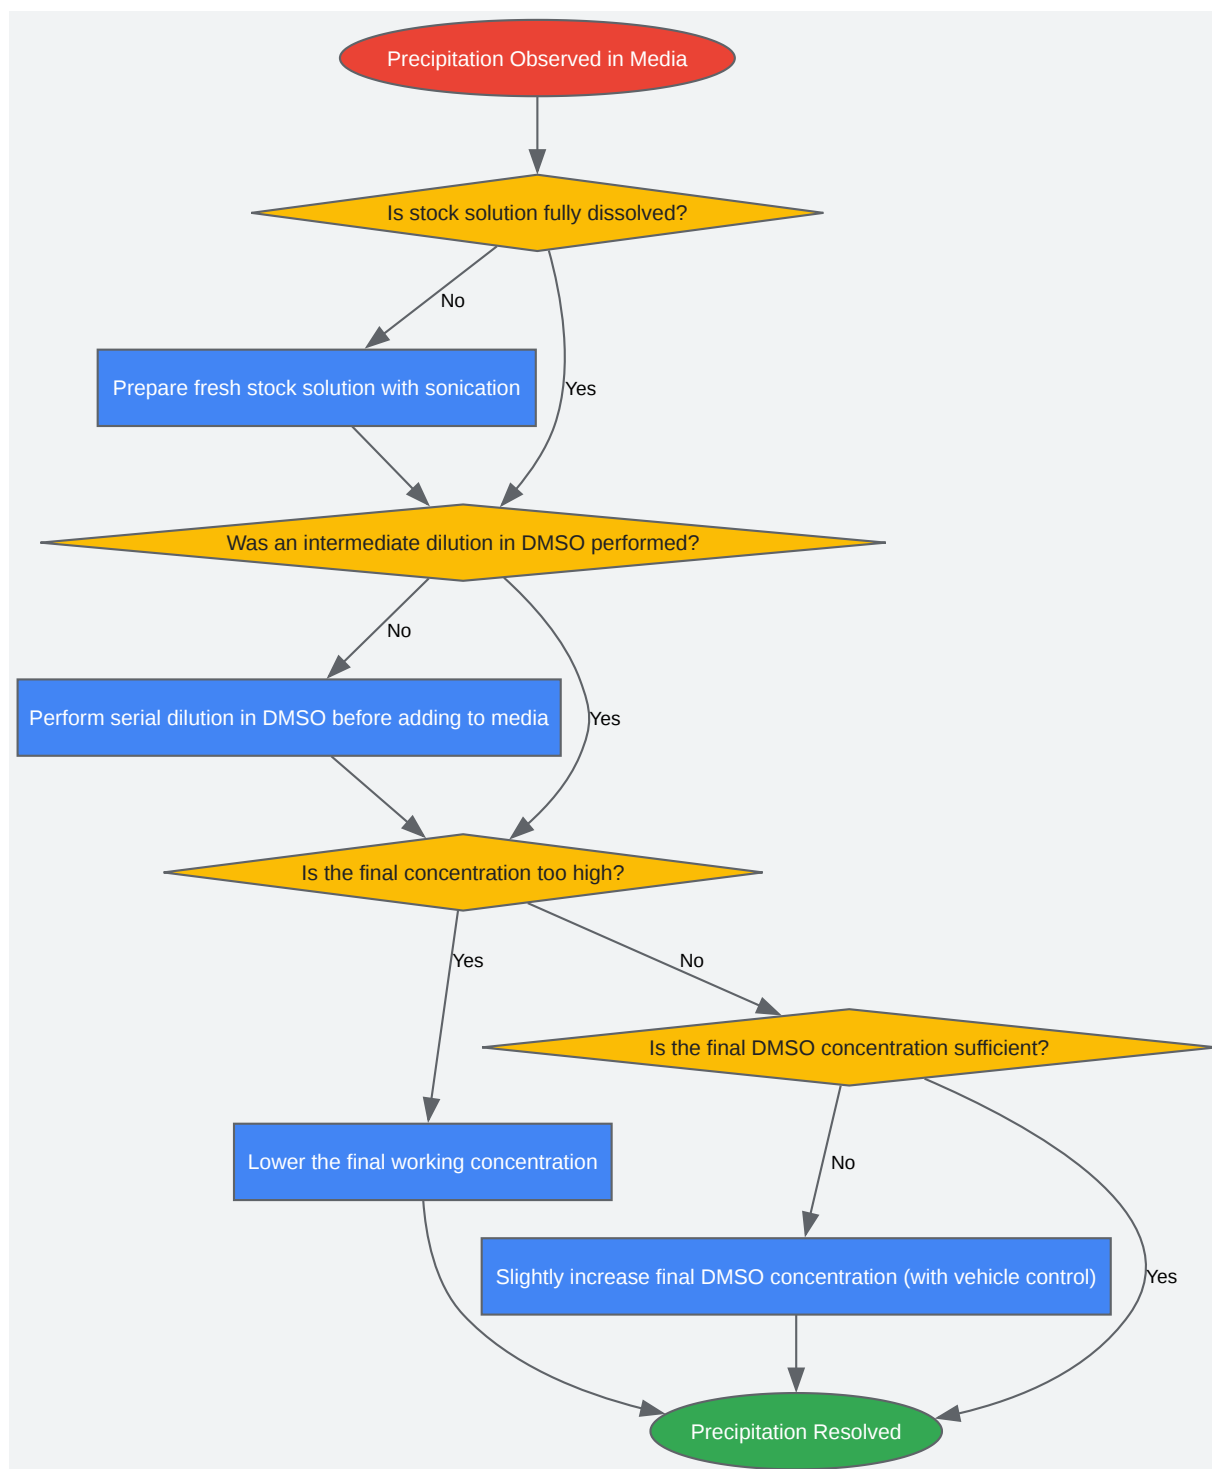 Precipitation Observed in Media
Is stock solution fully dissolved?
No
Prepare fresh stock solution with sonication
Yes
Was an intermediate dilution in DMSO performed?
No
Perform serial dilution in DMSO before adding to media
Yes
Is the final concentration too high?
Yes
No
Is the final DMSO concentration sufficient?
Lower the final working concentration
No
Slightly increase final DMSO concentration (with vehicle control)
Yes
Precipitation Resolved